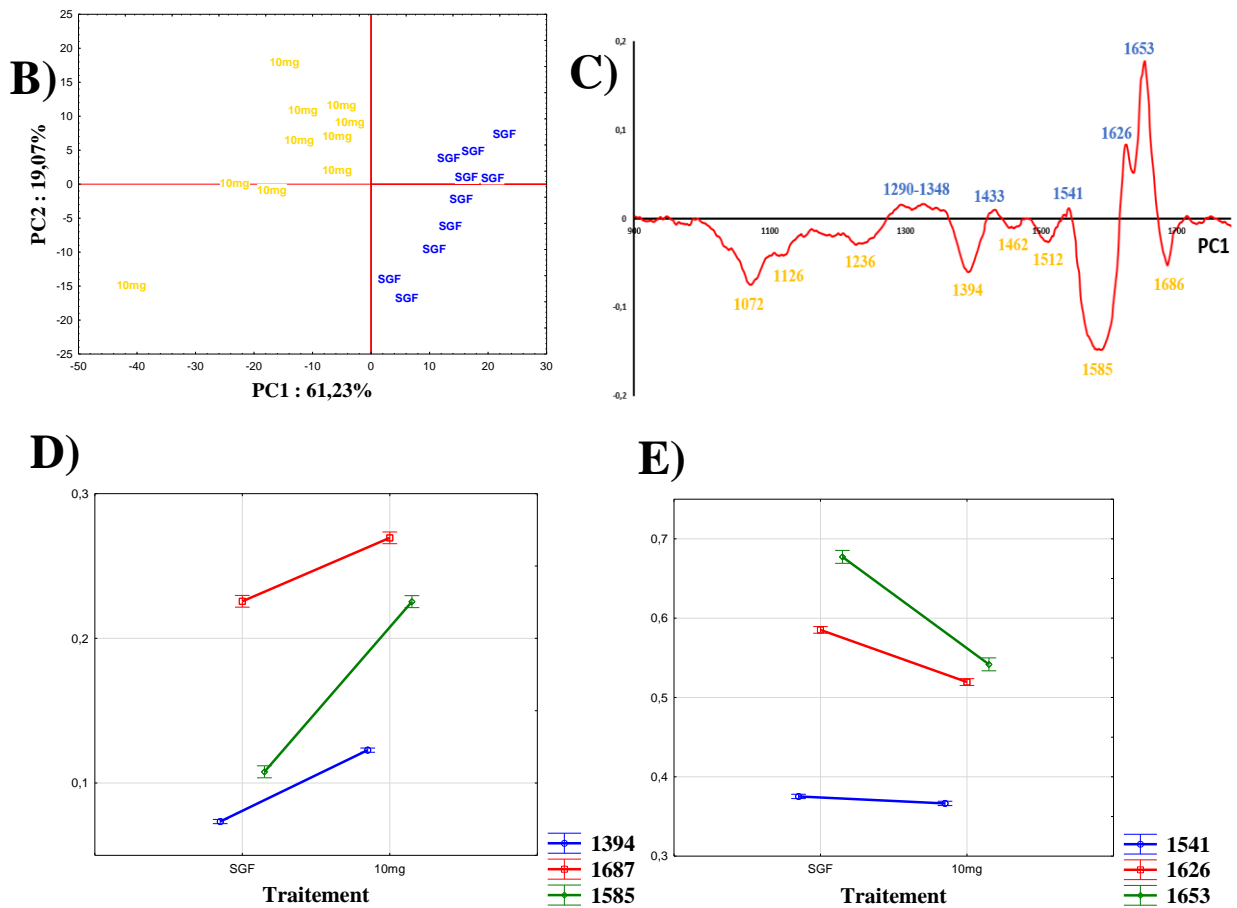 B)
25
20
15
10
5
0
-5
-10
-15
-20
-25
PC2 : 19,07%
10mg
10mg
10mg
10mg
10mg
10mg
10mg
10mg
10mg
10mg
SGF
SGF
SGF
SGF
SGF
SGF
SGF
SGF
SGF
SGF
-50 -40 -30 -20 -10 0 10 20 30
PC1 : 61,23%
C)
0,2
0,1
0
-0,1
-0,2
900 1100 1300 1500 1700
PC1
1653
1626
1290-1348
1433
1541
1072
1126
1236
1394
1462
1512
1585
1686
D)
0,3
0,2
0,1
SGF 10mg
Traitement
1394
1687
1585
E)
0,7
0,6
0,5
0,4
0,3
SGF 10mg
Traitement
1541
1626
1653